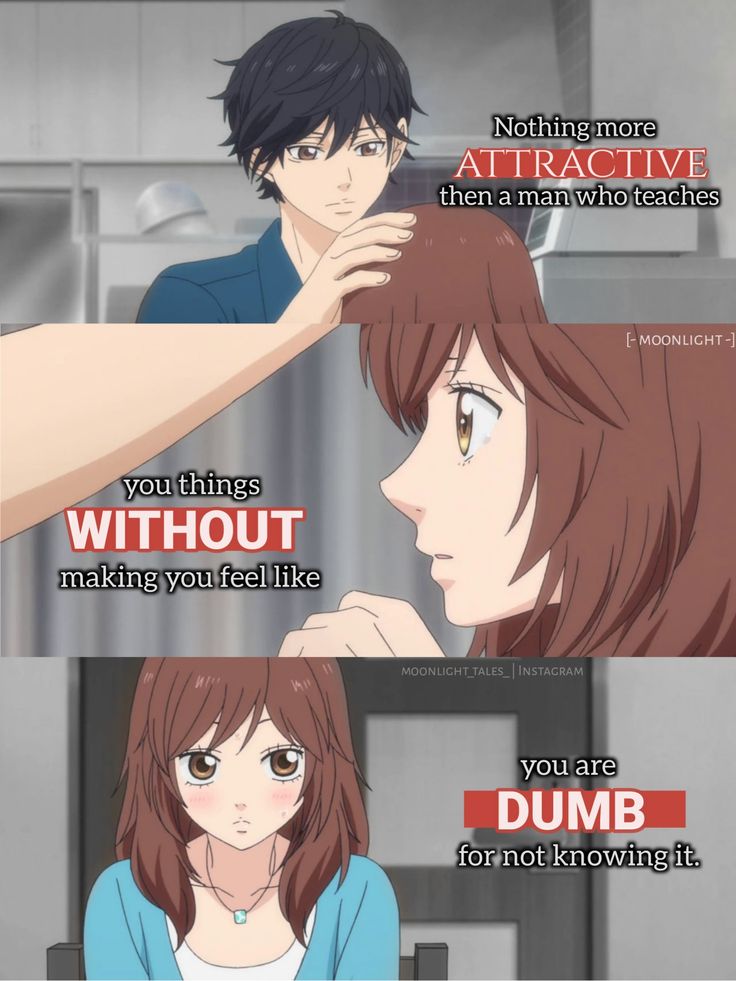 Nothing more
ATTRACTIVE
then a man who teaches
[- MOONLIGHT -]
you things
WITHOUT
making you feel like
MOONLIGHT_TALES_ | INSTAGRAM
you are
DUMB
for not knowing it.